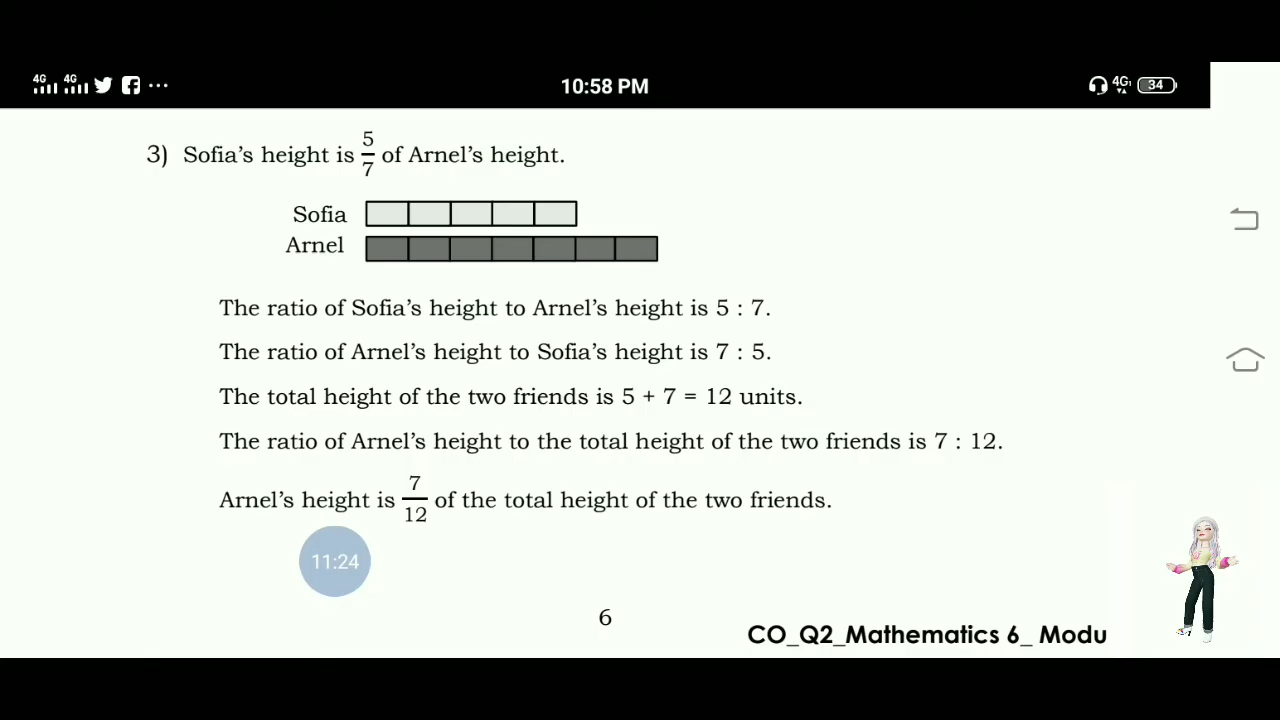 4G 4G ... 10:58 PM 4G 34
3) Sofia's height is 5/7 of Arnel's height.
Sofia
Arnel
The ratio of Sofia's height to Arnel's height is 5 : 7.
The ratio of Arnel's height to Sofia's height is 7 : 5.
The total height of the two friends is 5 + 7 = 12 units.
The ratio of Arnel's height to the total height of the two friends is 7 : 12.
Arnel's height is 7/12 of the total height of the two friends.
11:24
6
CO_Q2_Mathematics 6_ Modu